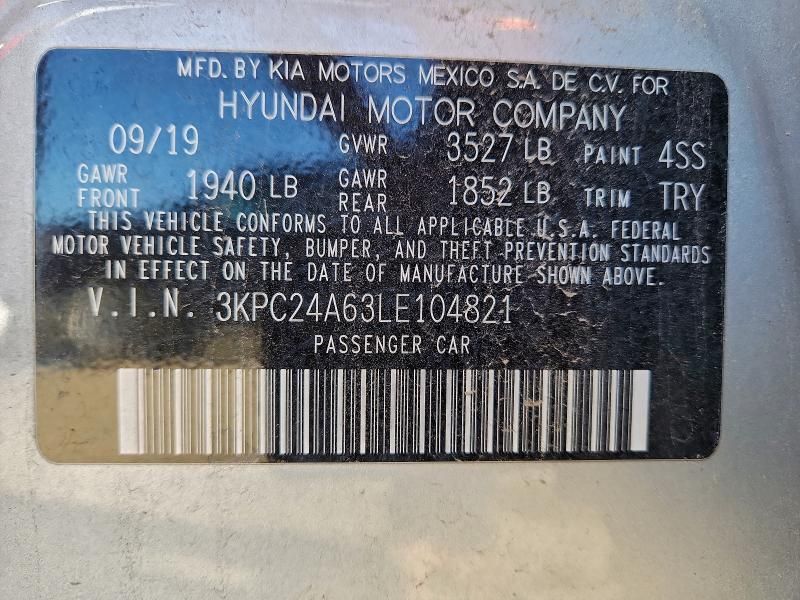 MFD. BY KIA MOTORS MEXICO S.A. DE C.V. FOR
HYUNDAI MOTOR COMPANY
09/19 GVWR 3527 LB PAINT 4SS
GAWR FRONT 1940 LB GAWR REAR 1852 LB TRIM TRY
THIS VEHICLE CONFORMS TO ALL APPLICABLE U.S.A. FEDERAL
MOTOR VEHICLE SAFETY, BUMPER, AND THEFT PREVENTION STANDARDS
IN EFFECT ON THE DATE OF MANUFACTURE SHOWN ABOVE.
V.I.N. 3KPC24A63LE104821
PASSENGER CAR